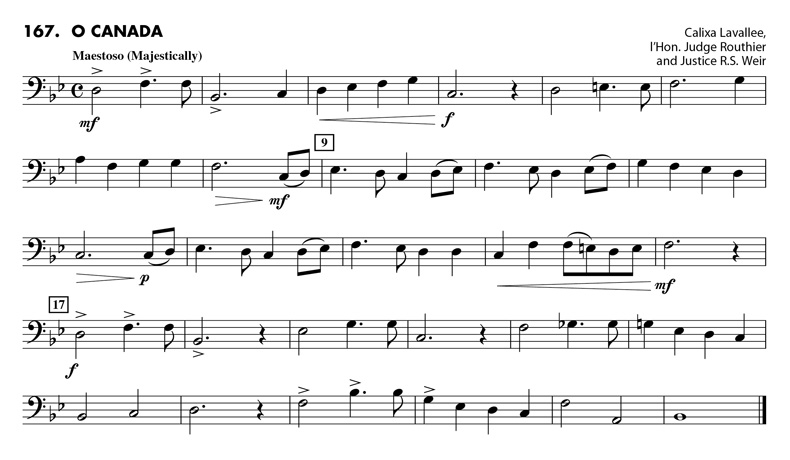 167. O CANADA
Calixa Lavallee,
l'Hon. Judge Routhier
and Justice R.S. Weir
Maestoso (Majestically)
mf
f
9
mf
p
mf
17
f